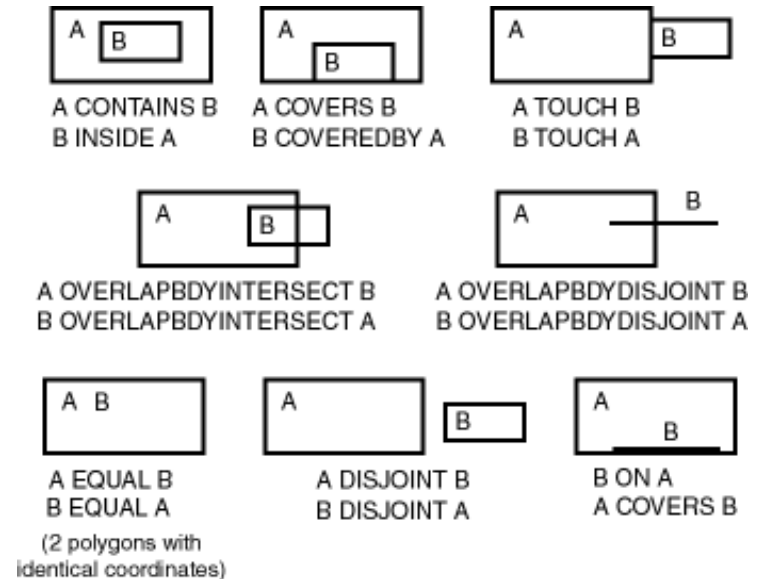 A
B
A CONTAINS B
B INSIDE A
A
B
A COVERS B
B COVEREDBY A
A
B
A TOUCH B
B TOUCH A
A
B
A OVERLAPBDYINTERSECT B
B OVERLAPBDYINTERSECT A
A
B
A OVERLAPBDYDISJOINT B
B OVERLAPBDYDISJOINT A
A B
A EQUAL B
B EQUAL A
(2 polygons with
identical coordinates)
A
B
A DISJOINT B
B DISJOINT A
A
B
B ON A
A COVERS B